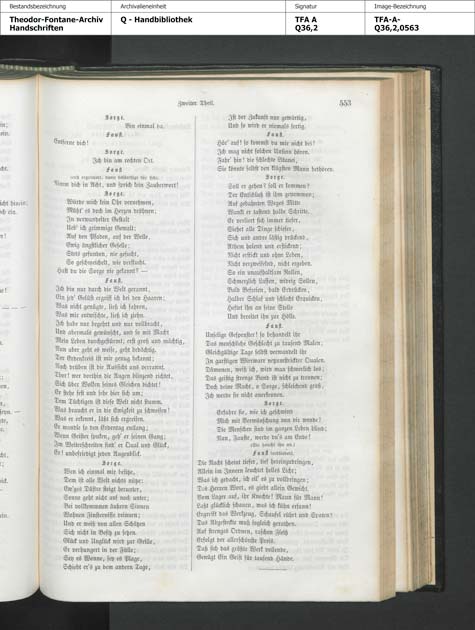 Bestandsbezeichnung
Theodor-Fontane-Archiv
Handschriften
Archivalieneinheit
Q - Handbibliothek
Signatur
TFA A
Q36,2
Image-Bezeichnung
TFA-A-
Q36,2,0563
Zweiter Theil.
553
Sorge.
Bin einmal da.
Faust.
Entferne dich!
Sorge.
Ich bin am rechten Ort.
Faust
erst ergrimmt, dann besänftigt für sich.
Nimm dich in Acht, und sprich kein Zauberwort!
Sorge.
Würde mich kein Ohr vernehmen,
Müßt' es doch im Herzen dröhnen;
In verwandelter Gestalt
Ueb' ich grimmige Gewalt;
Auf den Pfaden, auf der Welle,
Ewig ängstlicher Geselle;
Stets gefunden, nie gesucht,
So geschmeichelt, wie verflucht.
Hast du die Sorge nie gekannt? —
Faust.
Ich bin nur durch die Welt gerannt,
Ein jed' Gelüst ergriff ich bei den Haaren;
Was nicht genügte, ließ ich fahren,
Was mir entwischte, ließ ich ziehn.
Ich habe nur begehrt und nur vollbracht,
Und abermals gewünscht, und so mit Macht
Mein Leben durchgestürmt; erst groß und mächtig,
Nun aber geht es weise, geht bedächtig.
Der Erdenkreis ist mir genug bekannt;
Nach drüben ist die Aussicht uns verrannt.
Thor! wer dorthin die Augen blinzend richtet,
Sich über Wolken seines Gleichen dichtet!
Er stehe fest und sehe hier sich um;
Dem Tüchtigen ist diese Welt nicht stumm.
Was braucht er in die Ewigkeit zu schweifen!
Was er erkennt, läßt sich ergreifen.
Er wandle so den Erdentag entlang;
Wenn Geister spuken, geh' er seinen Gang;
Im Weiterschreiten find' er Qual und Glück,
Er! unbefriedigt jeden Augenblick.
Sorge.
Wen ich einmal mir besitze,
Dem ist alle Welt nichts nütze:
Ew'ges Düstre steigt herunter,
Sonne geht nicht auf noch unter;
Bei vollkommnen äußern Sinnen
Wohnen Finsternisse drinnen;
Und er weiß von allen Schätzen
Sich nicht in Besitz zu setzen.
Glück und Unglück wird zur Grille,
Er verhungert in der Fülle;
Sey es Wonne, sey es Plage,
Schiebt er's zu dem andern Tage,
Ist der Zukunft nur gewärtig,
Und so wird er niemals fertig.
Faust.
Hör' auf! so kommst du mir nicht bei!
Ich mag nicht solchen Unsinn hören.
Fahr' hin! die schlechte Litanei,
Sie könnte selbst den klügsten Mann bethören.
Sorge.
Soll er gehen? soll er kommen?
Der Entschluß ist ihm genommen;
Auf gebahnten Weges Mitte
Wankt er tastend halbe Schritte.
Er verliert sich immer tiefer,
Siehet alle Dinge schiefer,
Sich und andre lästig drückend,
Athem holend und erstickend;
Nicht erstickt und ohne Leben,
Nicht verzweifelnd, nicht ergeben.
So ein unaufhaltsam Rollen,
Schmerzlich Lassen, widrig Sollen,
Bald Befreien, bald Erdrücken,
Halber Schlaf und schlecht Erquicken,
Heftet ihn an seine Stelle
Und bereitet ihn zur Hölle.
Faust.
Unselige Gespenster! so behandelt ihr
Das menschliche Geschlecht zu tausend Malen;
Gleichgültige Tage selbst verwandelt ihr
In garstigen Wirrwarr netzumstrickter Qualen.
Dämonen, weiß ich, wird man schwerlich los;
Das geistig strenge Band ist nicht zu trennen;
Doch deine Macht, o Sorge, schleichend groß,
Ich werde sie nicht anerkennen.
Sorge.
Erfahre sie, wie ich geschwind
Mich mit Verwünschung von dir wende!
Die Menschen sind im ganzen Leben blind;
Nun, Fauste, werde du's am Ende!
(Sie haucht ihn an.)
Faust (erblindet).
Die Nacht scheint tiefer, tief hereinzudringen,
Allein im Innern leuchtet helles Licht;
Was ich gedacht, ich eil' es zu vollbringen;
Des Herren Wort, es giebt allein Gewicht.
Vom Lager auf, ihr Knechte! Mann für Mann!
Laßt glücklich schauen, was ich kühn ersann!
Ergreift das Werkzeug, Schaufel rührt und Spaten!
Das Abgesteckte muß sogleich gerathen.
Auf strenges Ordnen, raschen Fleiß
Erfolgt der allerschönste Preis.
Daß sich das größte Werk vollende,
Genügt Ein Geist für tausend Hände.